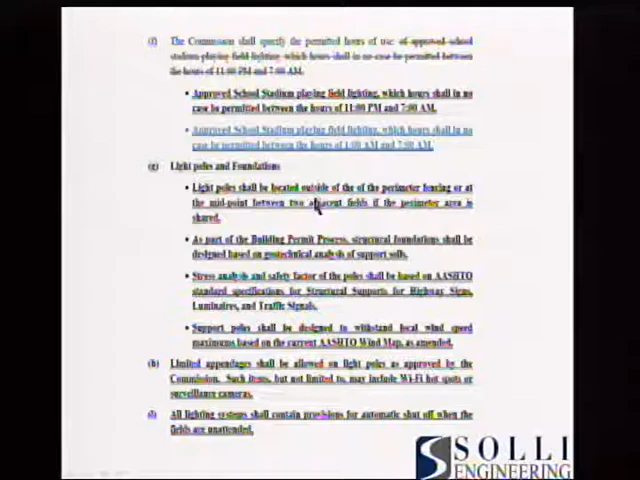 (f) The Commission shall specify the permitted hours of use of approved school
stadium playing field lighting, which hours shall in no case be permitted between
the hours of 11:00 PM and 7:00 AM.
• Approved School Stadium playing field lighting, which hours shall in no
case be permitted between the hours of 11:00 PM and 7:00 AM.
• Approved School Stadium playing field lighting, which hours shall in no
case be permitted between the hours of 1:00 AM and 7:00 AM.
(g) Light poles and Foundations
• Light poles shall be located outside of the of the perimeter fencing or at
the mid-point between two adjacent fields if the perimeter area is
shared.
• As part of the Building Permit Process, structural foundations shall be
designed based on geotechnical analysis of support soils.
• Stress analysis and safety factor of the poles shall be based on AASHTO
standard specifications for Structural Supports for Highway Signs,
Luminaires, and Traffic Signals.
• Support poles shall be designed to withstand local wind speed
maximums based on the current AASHTO Wind Map, as amended.
(h) Limited appendages shall be allowed on light poles as approved by the
Commission. Such items, but not limited to, may include Wi-Fi hot spots or
surveillance cameras.
All lighting systems shall contain provisions for automatic shut off when the
fields are unattended.
SOLLI
ENGINEERING